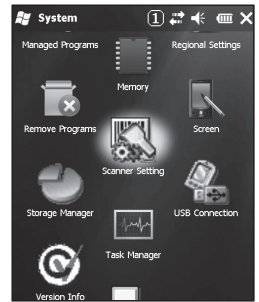 System 1
Managed Programs
Regional Settings
Memory
Remove Programs
Screen
Scanner Setting
Storage Manager
USB Connection
Task Manager
Version Info